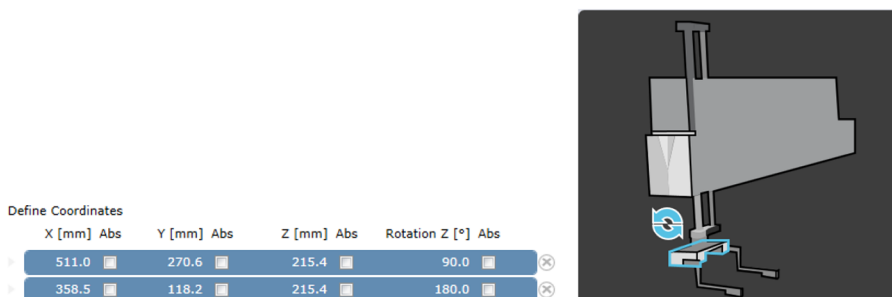 Define Coordinates
X [mm] Abs Y [mm] Abs Z [mm] Abs Rotation Z [°] Abs
511.0 270.6 215.4 90.0
358.5 118.2 215.4 180.0